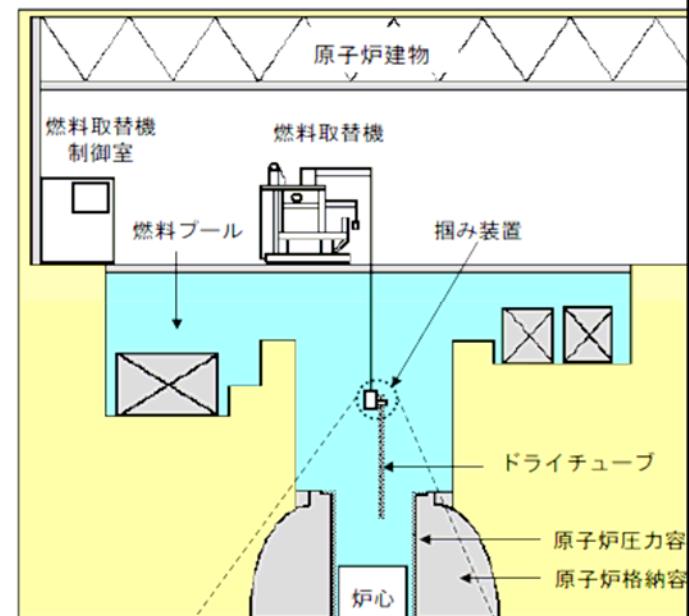 原子炉建物
燃料取替機
制御室
燃料取替機
燃料プール
掴み装置
ドライチューブ
原子炉圧力容
原子炉格納容
炉心